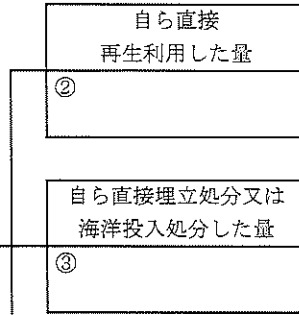 自ら直接
再生利用した量
②
自ら直接埋立処分又は
海洋投入処分した量
③